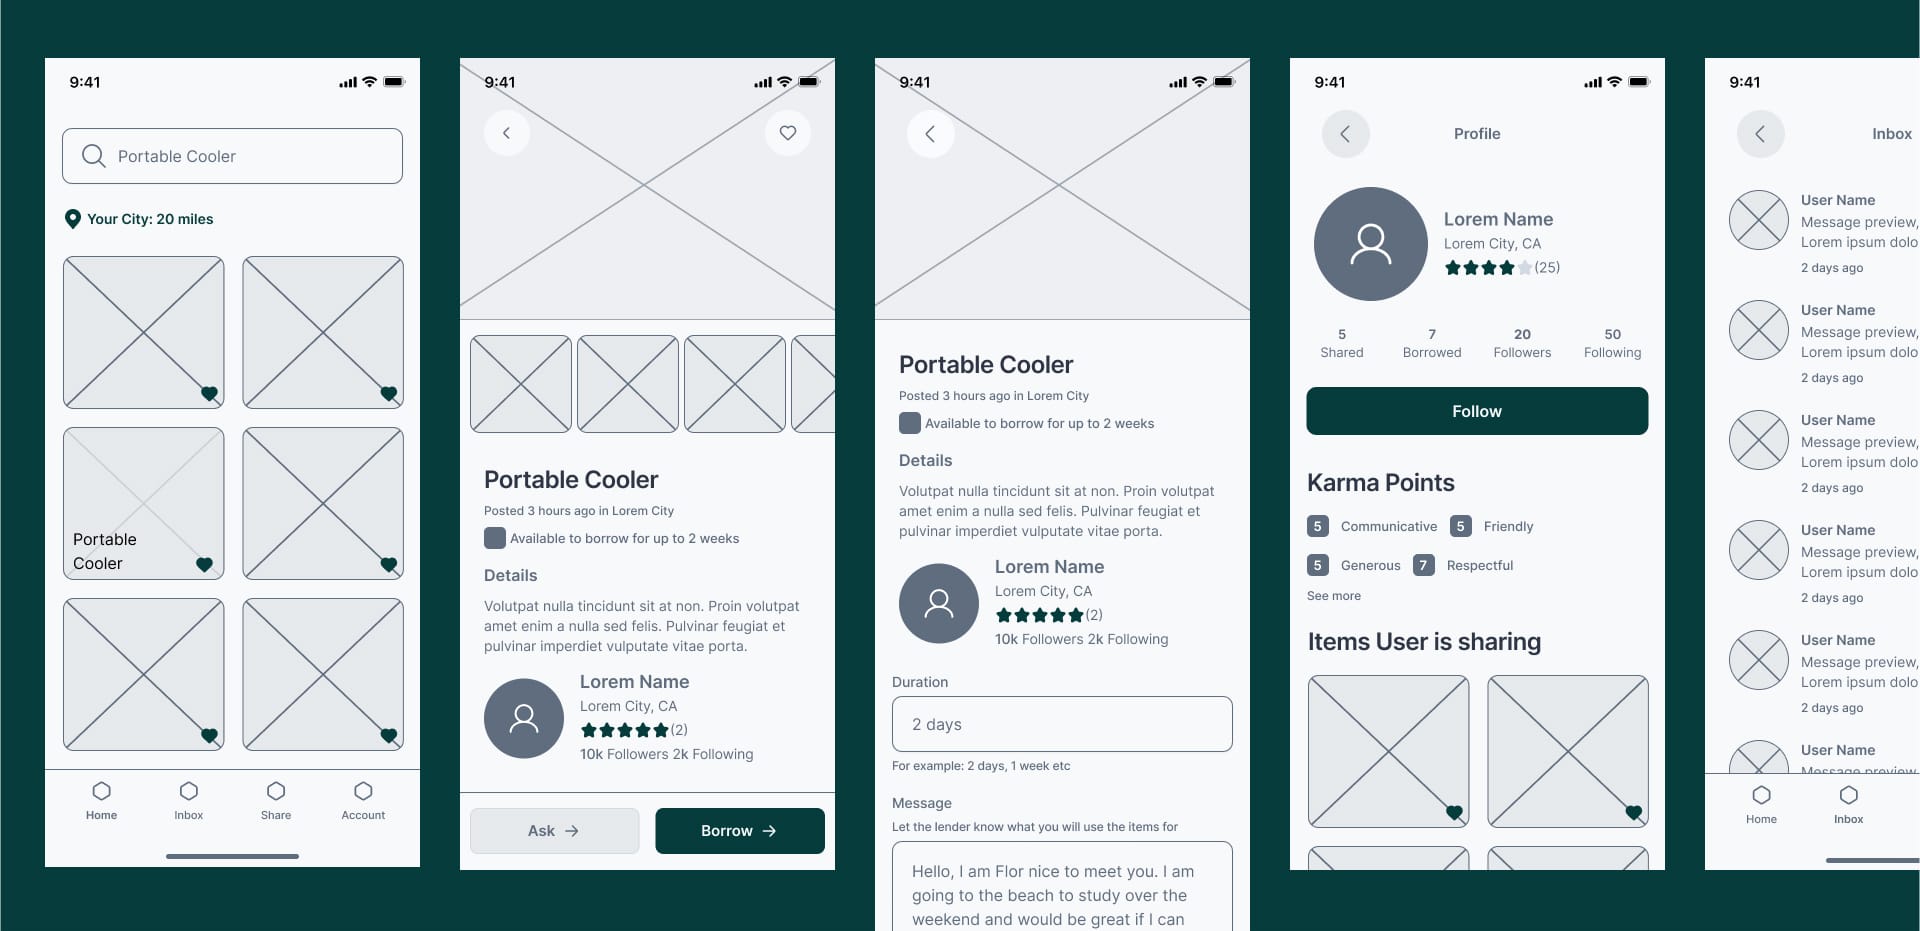 9:41
Portable Cooler
Your City: 20 miles
Portable
Cooler
Home
Inbox
Share
Account
9:41
Portable Cooler
Posted 3 hours ago in Lorem City
Available to borrow for up to 2 weeks
Details
Volutpat nulla tincidunt sit at non. Proin volutpat
amet enim a nulla sed felis. Pulvinar feugiat et
pulvinar imperdiet vulputate vitae porta.
Lorem Name
Lorem City, CA
(2)
10k Followers 2k Following
Ask
Borrow
9:41
Portable Cooler
Posted 3 hours ago in Lorem City
Available to borrow for up to 2 weeks
Details
Volutpat nulla tincidunt sit at non. Proin volutpat
amet enim a nulla sed felis. Pulvinar feugiat et
pulvinar imperdiet vulputate vitae porta.
Lorem Name
Lorem City, CA
(2)
10k Followers 2k Following
Duration
2 days
For example: 2 days, 1 week etc
Message
Let the lender know what you will use the items for
Hello, I am Flor nice to meet you. I am
going to the beach to study over the
weekend and would be great if I can
9:41
Profile
Lorem Name
Lorem City, CA
(25)
5 7 20 50
Shared Borrowed Followers Following
Follow
Karma Points
5 Communicative 5 Friendly
5 Generous 7 Respectful
See more
Items User is sharing
9:41
Inbox
User Name
Message preview,
Lorem ipsum dolo
2 days ago
User Name
Message preview,
Lorem ipsum dolo
2 days ago
User Name
Message preview,
Lorem ipsum dolo
2 days ago
User Name
Message preview,
Lorem ipsum dolo
2 days ago
User Name
Message preview,
Lorem ipsum dolo
2 days ago
User Name
Message preview,
Home
Inbox